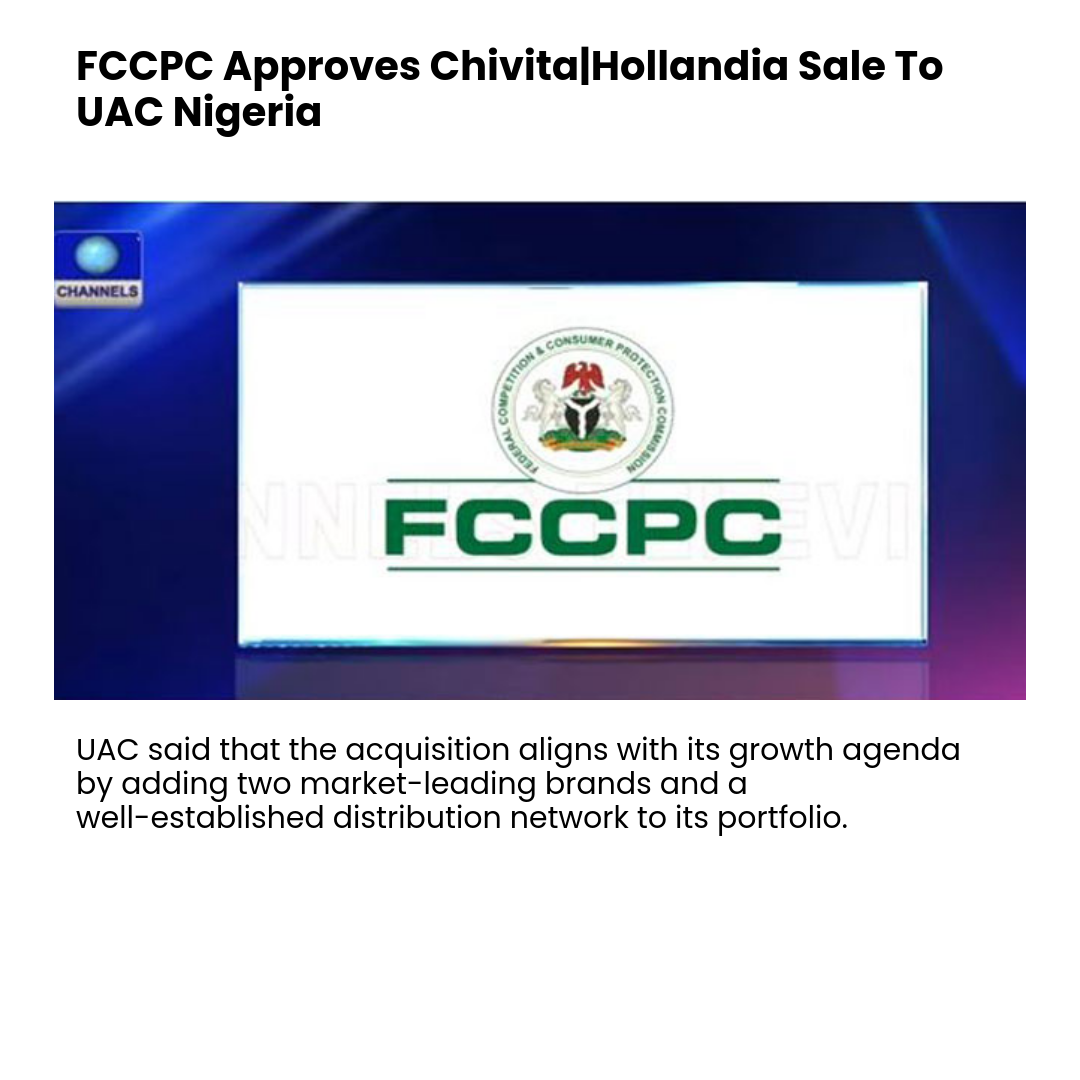 FCCPC Approves Chivita|Hollandia Sale To
UAC Nigeria
CHANNELS
FEDERAL COMPETITION & CONSUMER PROTECTION COMMISSION
FCCPC
UAC said that the acquisition aligns with its growth agenda
by adding two market-leading brands and a
well-established distribution network to its portfolio.